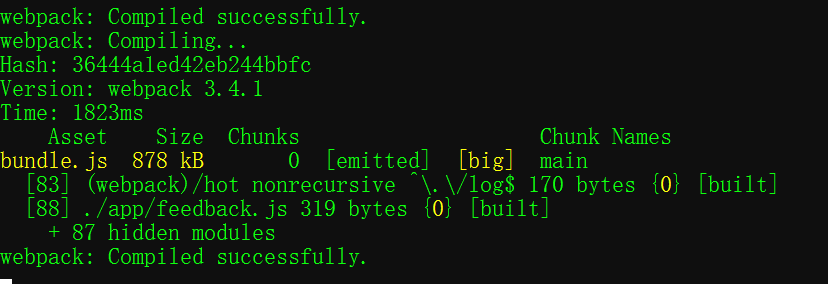 webpack: Compiled successfully.
webpack: Compiling...
Hash: 36444a1ed42eb244bbfc
Version: webpack 3.4.1
Time: 1823ms
    Asset    Size  Chunks                    Chunk Names
bundle.js  878 kB       0  [emitted]  [big]  main
  [83] (webpack)/hot nonrecursive ^\.\/log$ 170 bytes {0} [built]
  [88] ./app/feedback.js 319 bytes {0} [built]
    + 87 hidden modules
webpack: Compiled successfully.